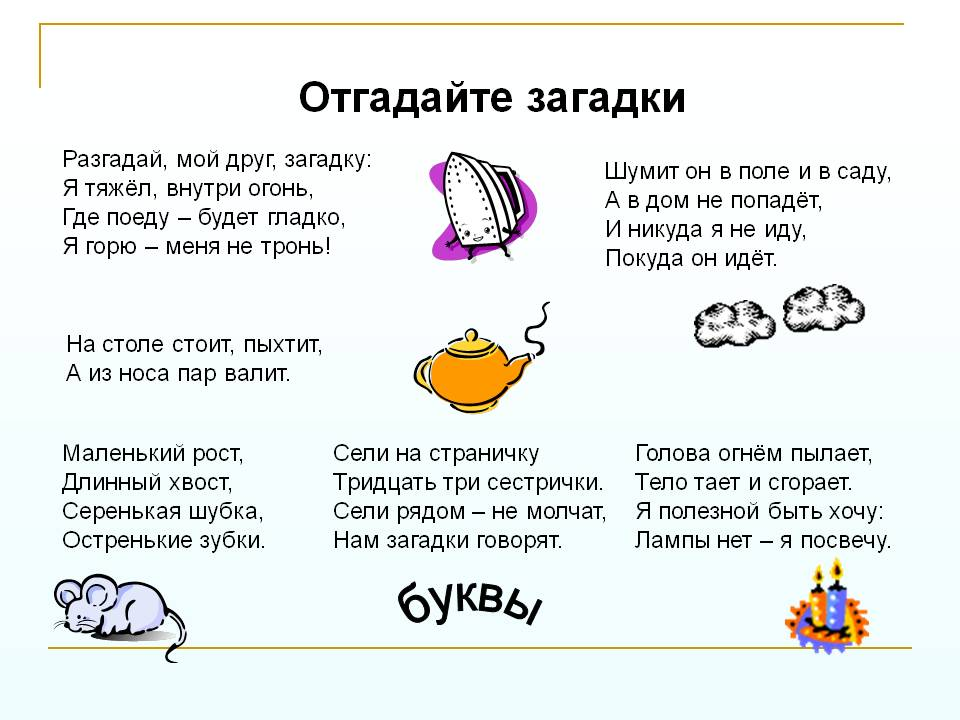 Отгадайте загадки
Разгадай, мой друг, загадку:
Я тяжёл, внутри огонь,
Где поеду – будет гладко,
Я горю – меня не тронь!
Шумит он в поле и в саду,
А в дом не попадёт,
И никуда я не иду,
Покуда он идёт.
На столе стоит, пыхтит,
А из носа пар валит.
Маленький рост,
Длинный хвост,
Серенькая шубка,
Остренькие зубки.
Сели на страничку
Тридцать три сестрички.
Сели рядом – не молчат,
Нам загадки говорят.
буквы
Голова огнём пылает,
Тело тает и сгорает.
Я полезной быть хочу:
Лампы нет – я посвечу.